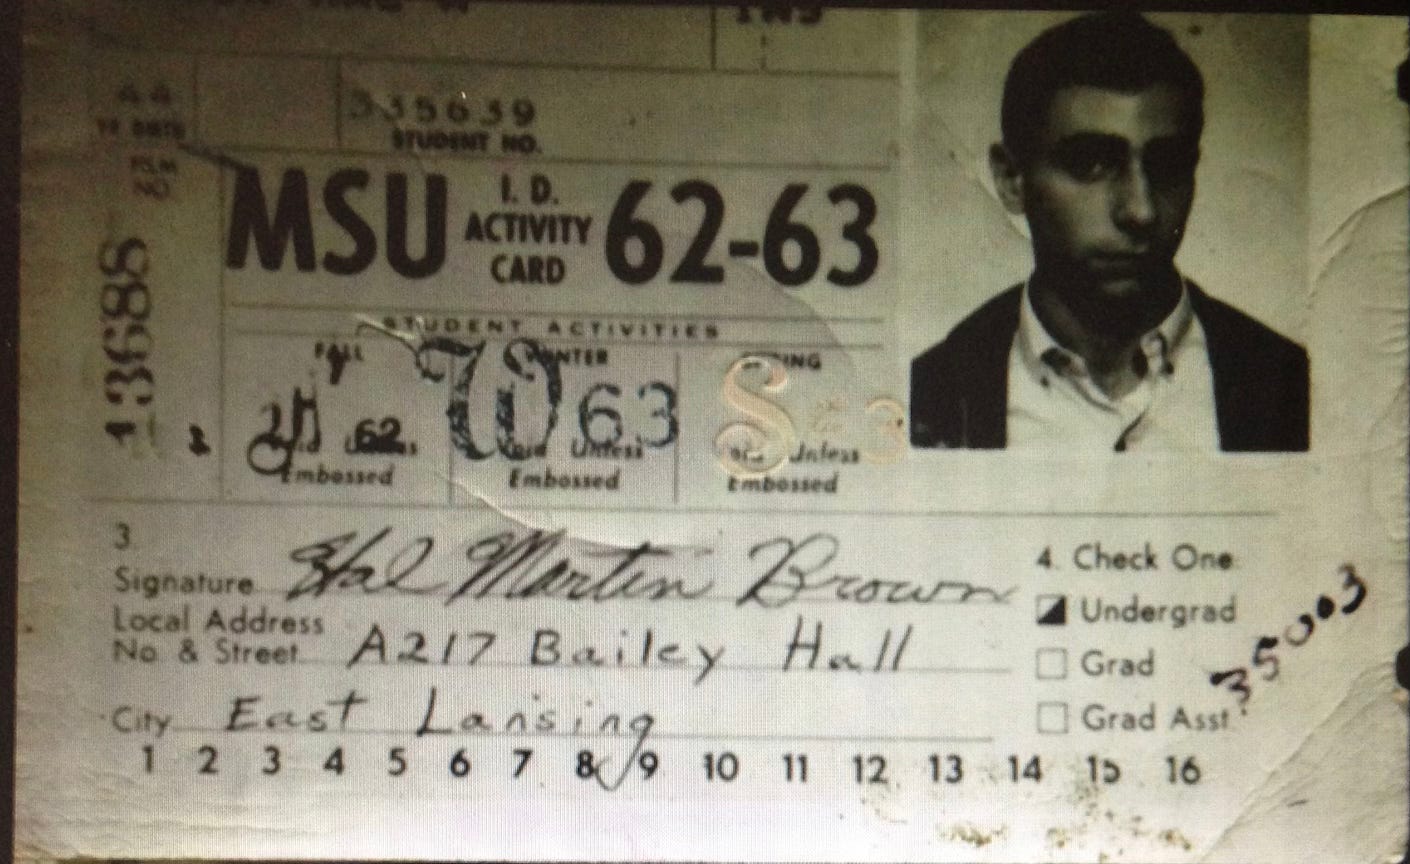 335639
STUDENT NO.
MSU I. D. ACTIVITY CARD 62-63
13688
STUDENT ACTIVITIES
FALL
62
Embossed
WINTER
W 63
Unless
Embossed
S 63
Unless
Embossed
3.
Signature Hal Martin Brown
Local Address
No. & Street A217 Bailey Hall
City East Lansing
4. Check One
Undergrad
Grad
Grad Asst.
35003
1 2 3 4 5 6 7 8 9 10 11 12 13 14 15 16